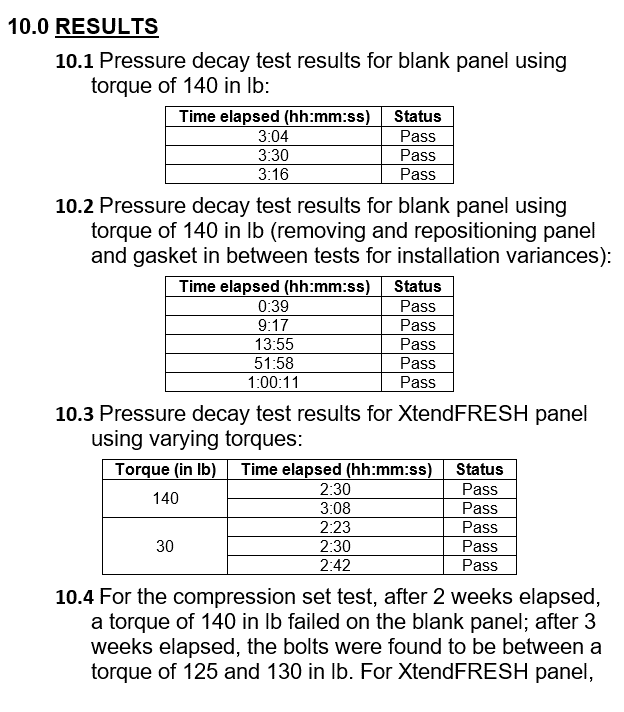 10.0 RESULTS
10.1 Pressure decay test results for blank panel using
torque of 140 in lb:
Time elapsed (hh:mm:ss) Status
3:04 Pass
3:30 Pass
3:16 Pass
10.2 Pressure decay test results for blank panel using
torque of 140 in lb (removing and repositioning panel
and gasket in between tests for installation variances):
Time elapsed (hh:mm:ss) Status
0:39 Pass
9:17 Pass
13:55 Pass
51:58 Pass
1:00:11 Pass
10.3 Pressure decay test results for XtendFRESH panel
using varying torques:
Torque (in lb) Time elapsed (hh:mm:ss) Status
140
2:30 Pass
3:08 Pass
30
2:23 Pass
2:30 Pass
2:42 Pass
10.4 For the compression set test, after 2 weeks elapsed,
a torque of 140 in lb failed on the blank panel; after 3
weeks elapsed, the bolts were found to be between a
torque of 125 and 130 in lb. For XtendFRESH panel,